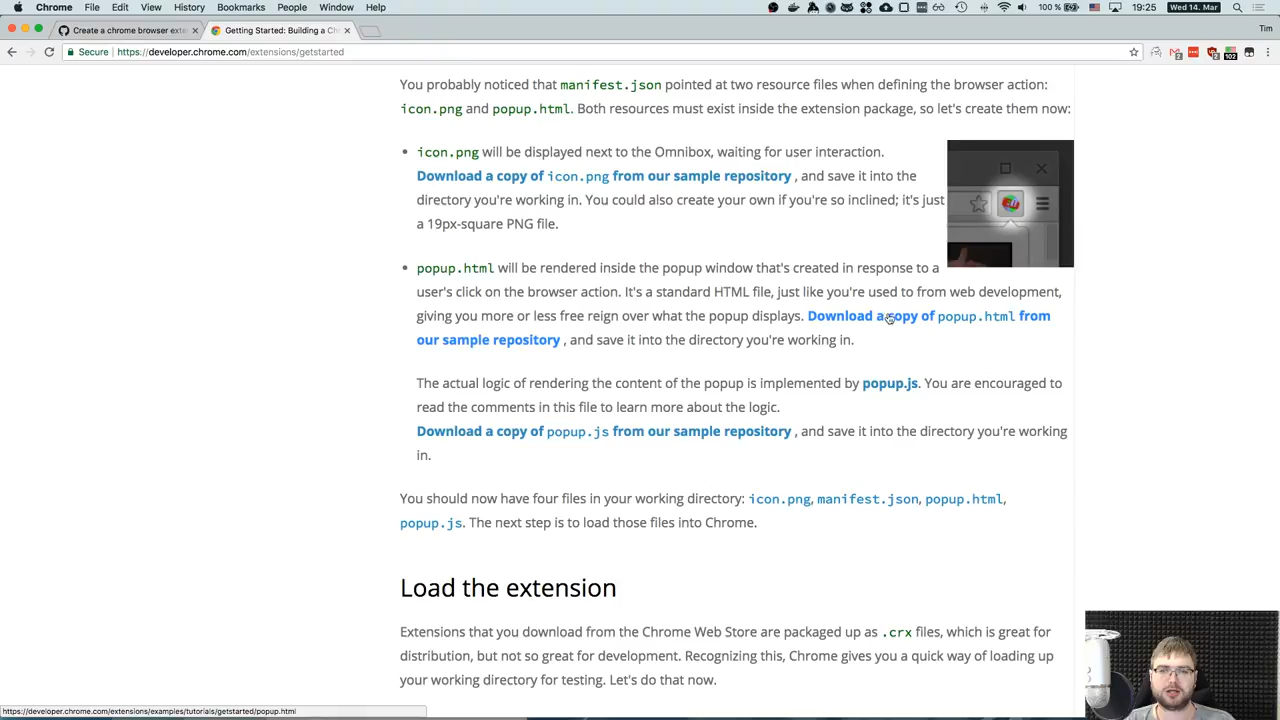 Chrome File Edit View History Bookmarks People Window Help 100 % 19:25 Wed 14. Mar
Create a chrome browser exte Getting Started: Building a C Tim
Secure https://developer.chrome.com/extensions/getstarted
You probably noticed that manifest.json pointed at two resource files when defining the browser action:
icon.png and popup.html. Both resources must exist inside the extension package, so let's create them now:
• icon.png will be displayed next to the Omnibox, waiting for user interaction.
Download a copy of icon.png from our sample repository , and save it into the
directory you're working in. You could also create your own if you're so inclined; it's just
a 19px-square PNG file.
• popup.html will be rendered inside the popup window that's created in response to a
user's click on the browser action. It's a standard HTML file, just like you're used to from web development,
giving you more or less free reign over what the popup displays. Download a copy of popup.html from
our sample repository , and save it into the directory you're working in.
The actual logic of rendering the content of the popup is implemented by popup.js. You are encouraged to
read the comments in this file to learn more about the logic.
Download a copy of popup.js from our sample repository , and save it into the directory you're working
in.
You should now have four files in your working directory: icon.png, manifest.json, popup.html,
popup.js. The next step is to load those files into Chrome.
Load the extension
Extensions that you download from the Chrome Web Store are packaged up as .crx files, which is great for
distribution, but not so great for development. Recognizing this, Chrome gives you a quick way of loading up
your working directory for testing. Let's do that now.
https://developer.chrome.com/extensions/examples/tutorials/getstarted/popup.html